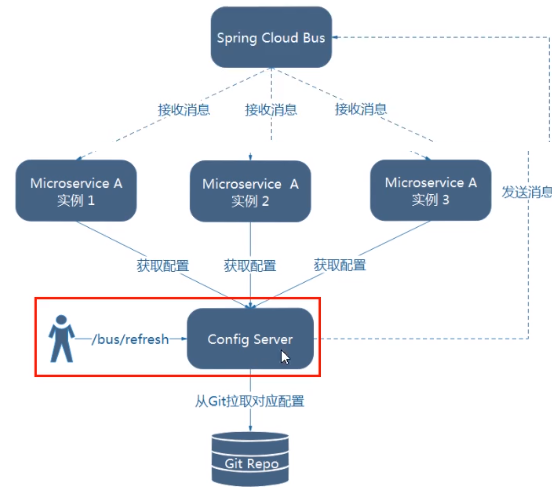 Spring Cloud Bus
接收消息
接收消息
接收消息
Microservice A
实例 1
Microservice A
实例 2
Microservice A
实例 3
发送消息
获取配置
获取配置
获取配置
/bus/refresh
Config Server
从Git拉取对应配置
Git Repo